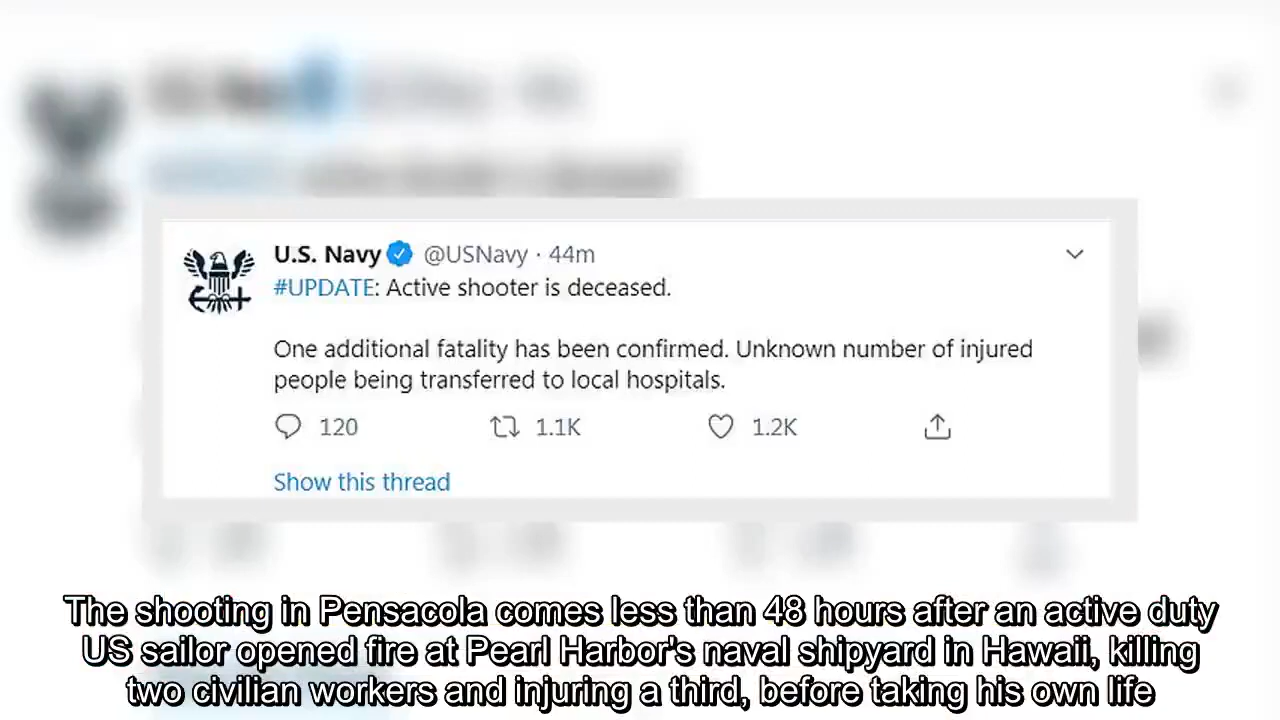 U.S. Navy @USNavy · 44m
#UPDATE: Active shooter is deceased.
One additional fatality has been confirmed. Unknown number of injured
people being transferred to local hospitals.
120 1.1K 1.2K
Show this thread
The shooting in Pensacola comes less than 48 hours after an active duty
US sailor opened fire at Pearl Harbor's naval shipyard in Hawaii, killing
two civilian workers and injuring a third, before taking his own life